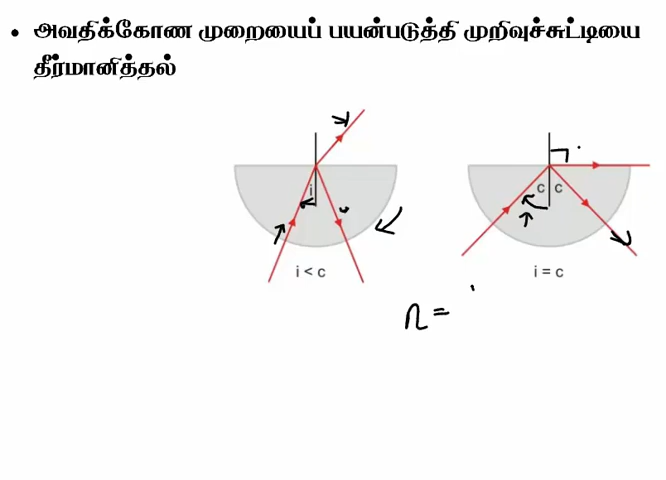 • அவதிக்கோண முறையைப் பயன்படுத்தி முறிவுச்சுட்டியை
தீர்மானித்தல்
i
c c
i < c
i = c
n =